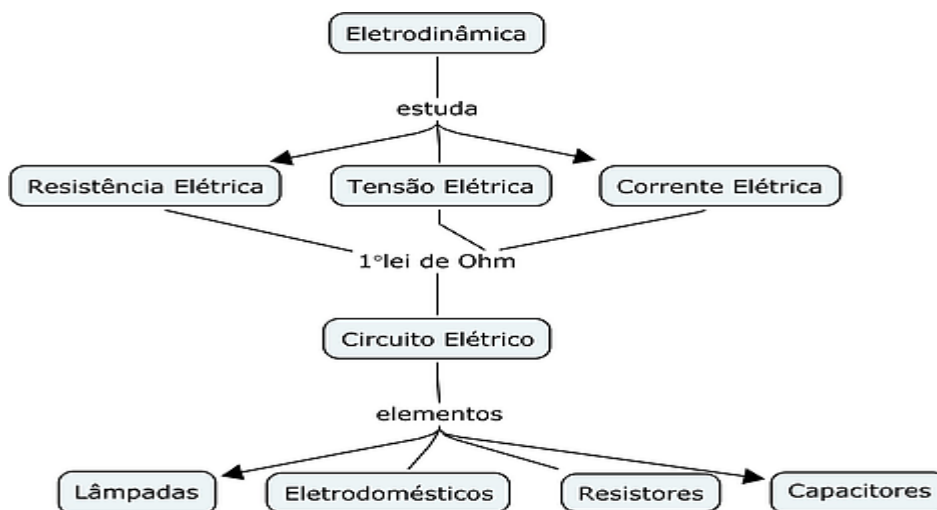 Eletrodinâmica
estuda
Resistência Elétrica
Tensão Elétrica
Corrente Elétrica
1°lei de Ohm
Circuito Elétrico
elementos
Lâmpadas
Eletrodomésticos
Resistores
Capacitores